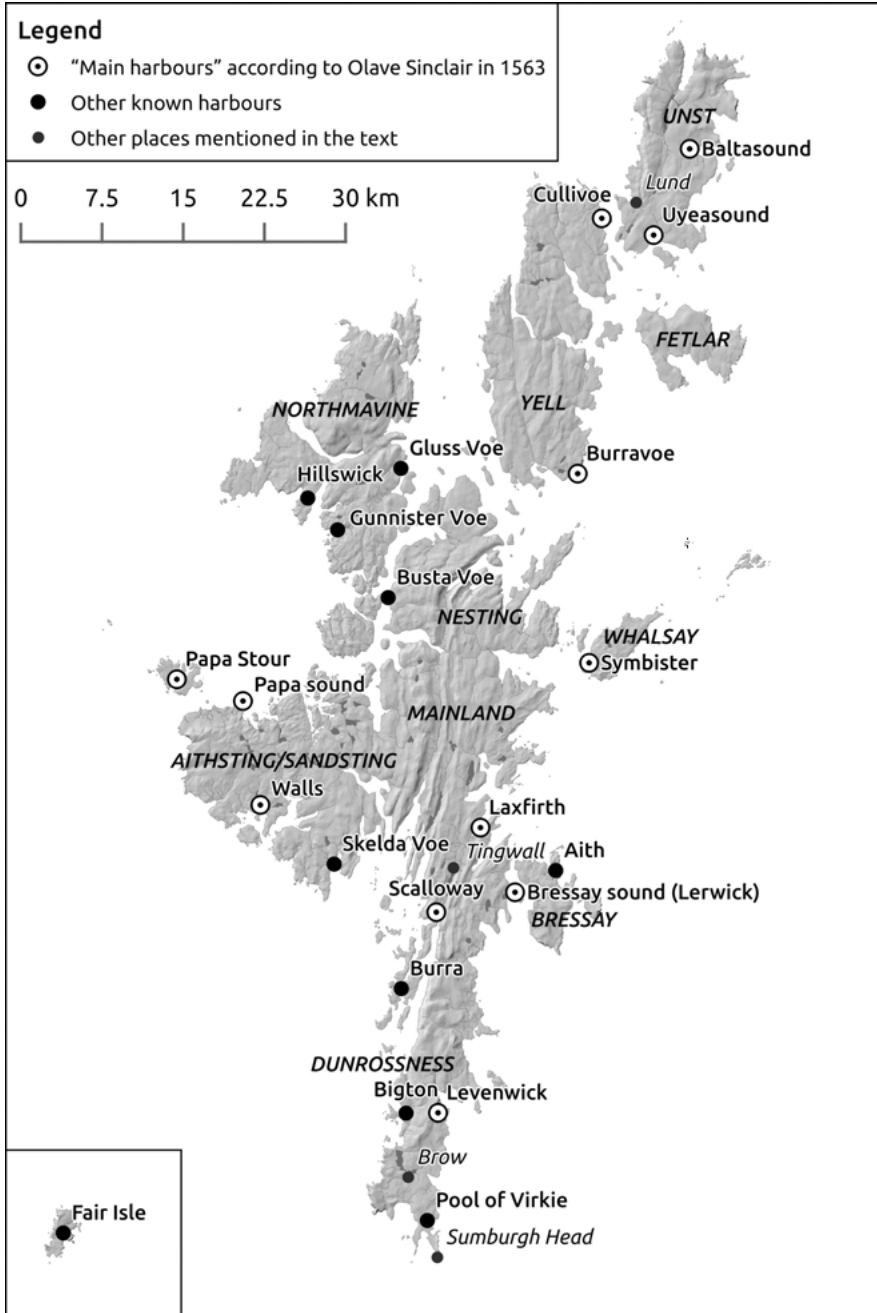 Legend
“Main harbours” according to Olave Sinclair in 1563
Other known harbours
Other places mentioned in the text
0 7.5 15 22.5 30 km
UNST
Baltasound
Lund
Cullivoe
Uyeasound
FETLAR
YELL
NORTHMAVINE
Gluss Voe
Burravoe
Hillswick
Gunnister Voe
Busta Voe
NESTING
WHALSAY
Symbister
Papa Stour
Papa sound
MAINLAND
AITHSTING/SANDSTING
Walls
Laxfirth
Skelda Voe
Tingwall
Aith
Scalloway
Bressay sound (Lerwick)
BRESSAY
Burra
DUNROSSNESS
Bigton
Levenwick
Brow
Pool of Virkie
Fair Isle
Sumburgh Head